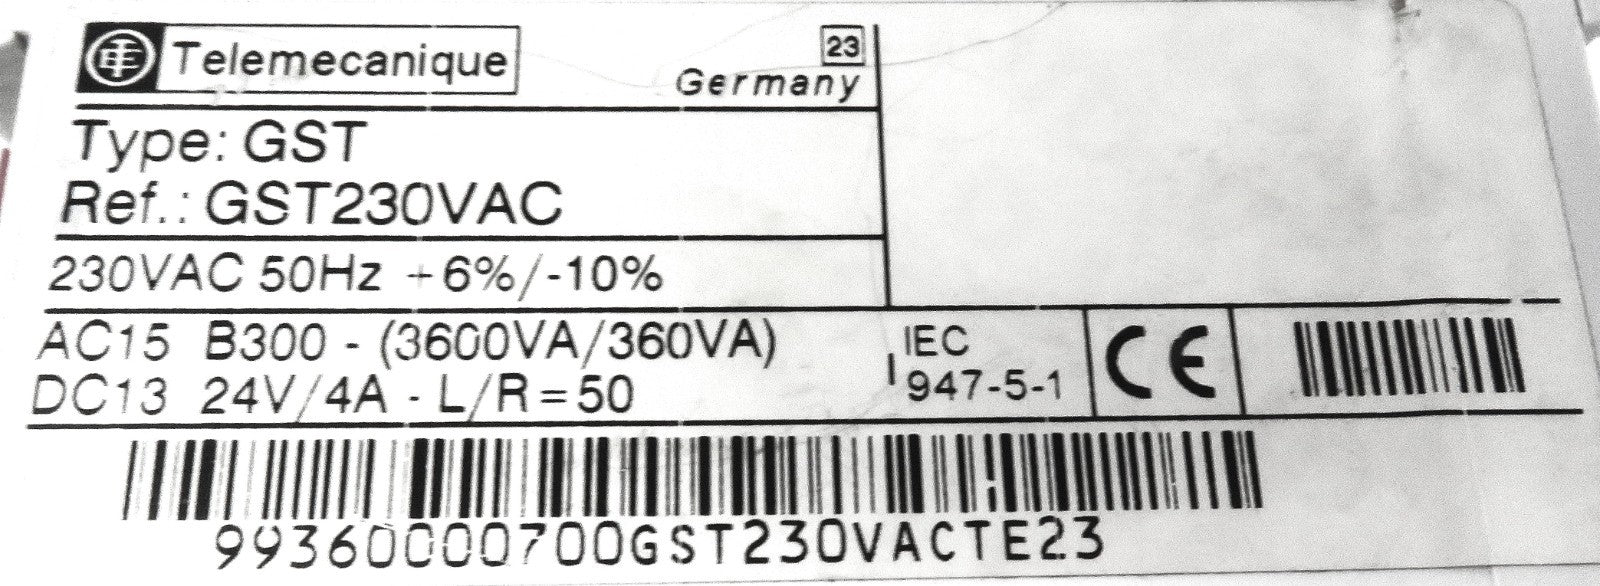 Telemecanique
23
Germany
Type: GST
Ref.: GST230VAC
230VAC 50Hz +6%/-10%
AC15 B300 - (3600VA/360VA)
DC13 24V/4A - L/R=50
IEC
947-5-1
CE
99360000700GST230VACTE23